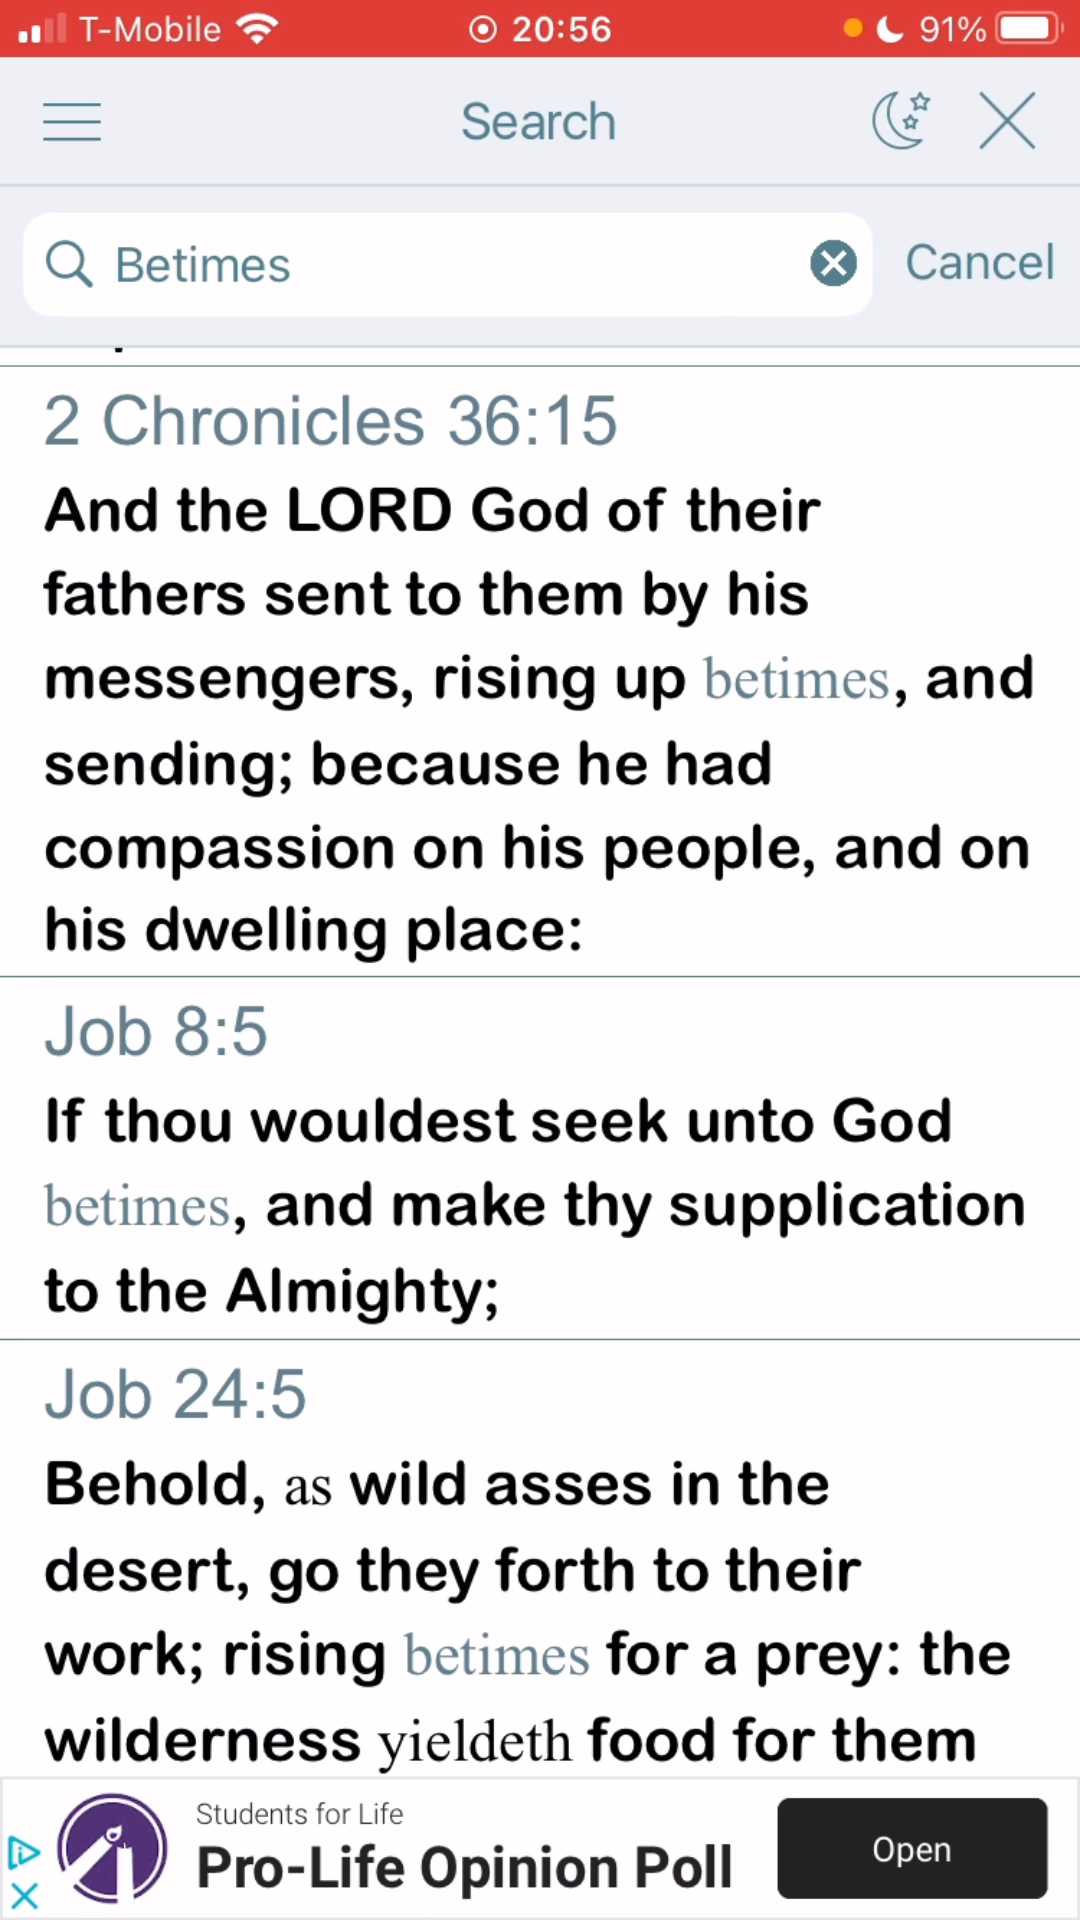 T-Mobile 20:56 91%
Search
Betimes Cancel
2 Chronicles 36:15
And the LORD God of their
fathers sent to them by his
messengers, rising up betimes, and
sending; because he had
compassion on his people, and on
his dwelling place:
Job 8:5
If thou wouldest seek unto God
betimes, and make thy supplication
to the Almighty;
Job 24:5
Behold, as wild asses in the
desert, go they forth to their
work; rising betimes for a prey: the
wilderness yieldeth food for them
Students for Life
Pro-Life Opinion Poll
Open